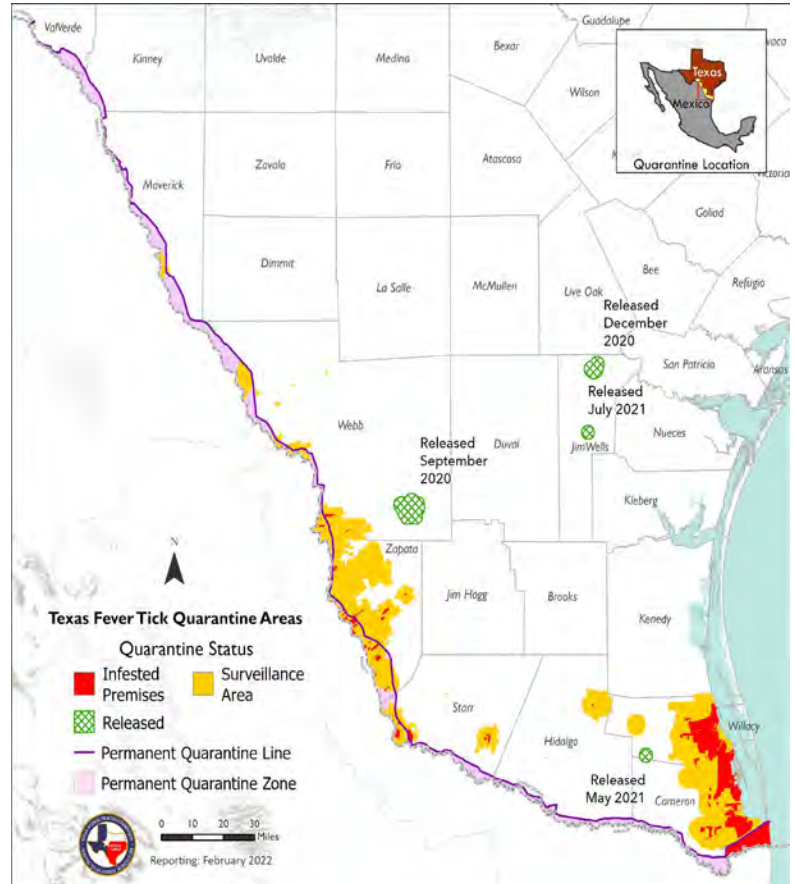 ValVerde
Kinney
Uvalde
Medina
Bexar
Guadalupe
Wilson
Texas
Mexico
Quarantine Location
Maverick
Zavala
Frio
Atascosa
Goliad
Dimmit
La Salle
McMullen
Live Oak
Bee
Refugio
Released
December
2020
San Patricio
Aransas
Released
July 2021
Webb
Duval
JimWells
Nueces
Released
September
2020
Kleberg
N
Zapata
Jim Hogg
Brooks
Kenedy
Texas Fever Tick Quarantine Areas
Quarantine Status
Infested
Premises
Surveillance
Area
Released
Permanent Quarantine Line
Permanent Quarantine Zone
Starr
Hidalgo
Willacy
Released
May 2021
Cameron
0 10 20 30
Miles
Reporting: February 2022